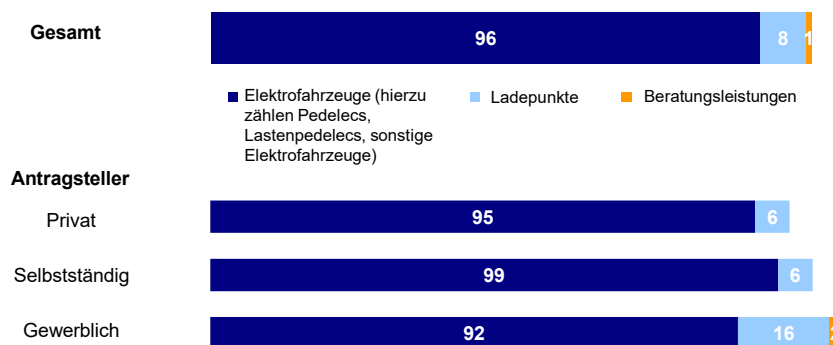 Gesamt 96 8 1
Elektrofahrzeuge (hierzu zählen Pedelecs, Lastenpedelecs, sonstige Elektrofahrzeuge)
Ladepunkte
Beratungsleistungen
Antragsteller
Privat 95 6
Selbstständig 99 6
Gewerblich 92 16 2